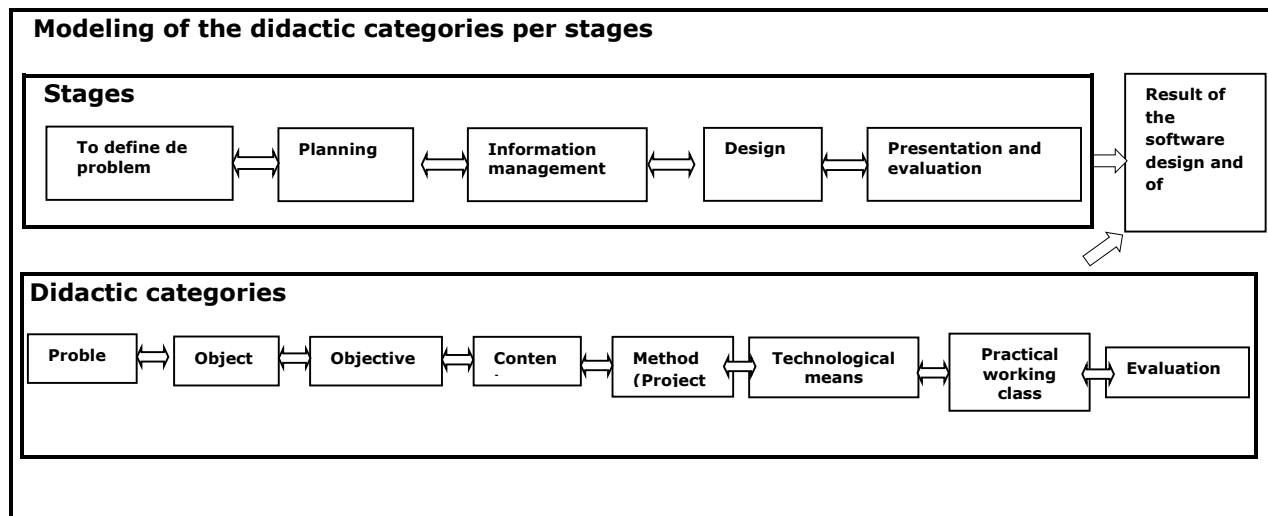 Modeling of the didactic categories per stages
Stages
To define de
problem
Planning
Information
management
Design
Presentation and
evaluation
Result of
the
software
design and
of
Didactic categories
Proble
Object
Objective
Conten
Method
(Project
Technological
means
Practical
working
class
Evaluation